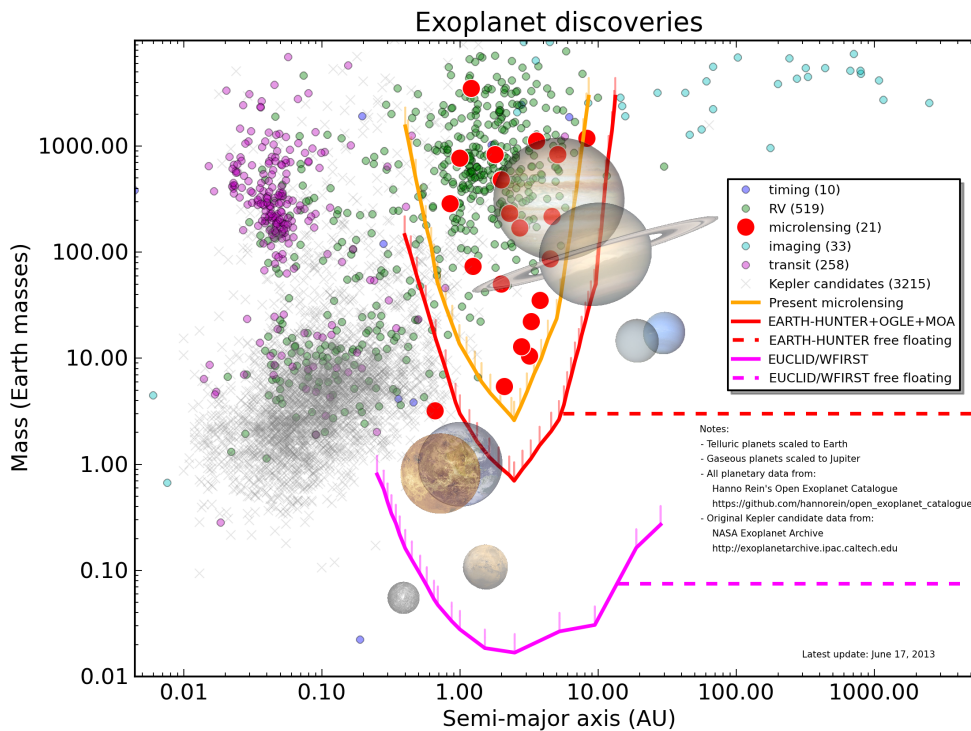 Exoplanet discoveries
Mass (Earth masses)
1000.00
100.00
10.00
1.00
0.10
0.01
timing (10)
RV (519)
microlensing (21)
imaging (33)
transit (258)
Kepler candidates (3215)
Present microlensing
EARTH-HUNTER+OGLE+MOA
EARTH-HUNTER free floating
EUCLID/WFIRST
EUCLID/WFIRST free floating
Notes:
- Telluric planets scaled to Earth
- Gaseous planets scaled to Jupiter
- All planetary data from:
Hanno Rein's Open Exoplanet Catalogue
https://github.com/hannorein/open_exoplanet_catalogue
- Original Kepler candidate data from:
NASA Exoplanet Archive
http://exoplanetarchive.ipac.caltech.edu
Latest update: June 17, 2013
0.01 0.10 1.00 10.00 100.00 1000.00
Semi-major axis (AU)